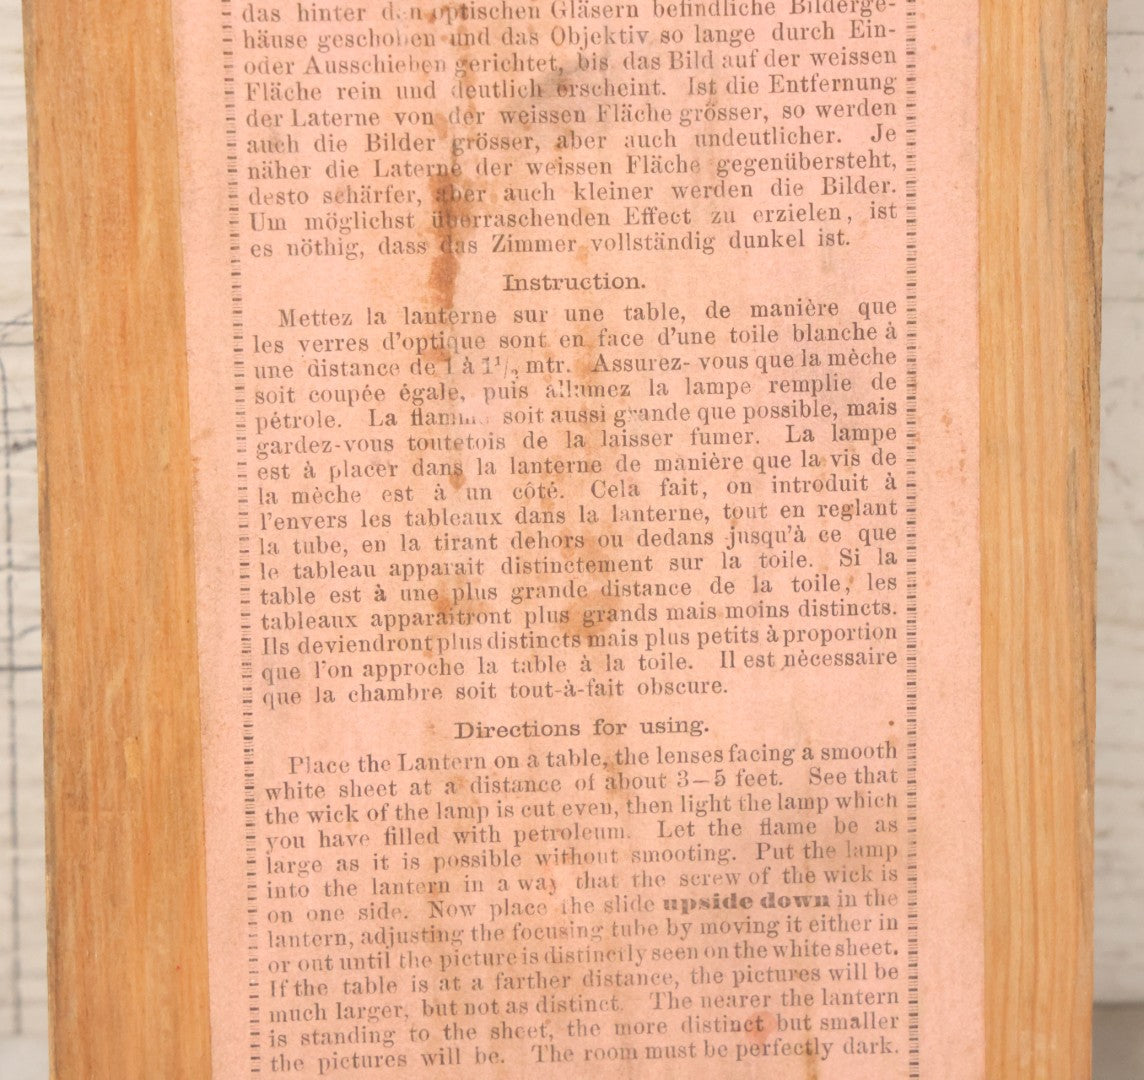 das hinter den optischen Gläsern befindliche Bilderge-
häuse geschoben und das Objektiv so lange durch Ein-
oder Ausschieben gerichtet, bis das Bild auf der weissen
Fläche rein und deutlich erscheint. Ist die Entfernung
der Laterne von der weissen Fläche grösser, so werden
auch die Bilder grösser, aber auch undeutlicher. Je
näher die Laterne der weissen Fläche gegenübersteht,
desto schärfer, aber auch kleiner werden die Bilder.
Um möglichst überraschenden Effect zu erzielen, ist
es nöthig, dass das Zimmer vollständig dunkel ist.
Instruction.
Mettez la lanterne sur une table, de manière que
les verres d'optique sont en face d'une toile blanche à
une distance de 1 à 1½ mtr. Assurez-vous que la mèche
soit coupée égale, puis allumez la lampe remplie de
pétrole. La flamme soit aussi grande que possible, mais
gardez-vous toutetois de la laisser fumer. La lampe
est à placer dans la lanterne de manière que la vis de
la mèche est à un côté. Cela fait, on introduit à
l'envers les tableaux dans la lanterne, tout en reglant
la tube, en la tirant dehors ou dedans jusqu'à ce que
le tableau apparait distinctement sur la toile. Si la
table est à une plus grande distance de la toile, les
tableaux apparaîtront plus grands mais moins distincts.
Ils deviendront plus distincts mais plus petits à proportion
que l'on approche la table à la toile. Il est nècessaire
que la chambre soit tout-à-fait obscure.
Directions for using.
Place the Lantern on a table, the lenses facing a smooth
white sheet at a distance of about 3–5 feet. See that
the wick of the lamp is cut even, then light the lamp which
you have filled with petroleum. Let the flame be as
large as it is possible without smooting. Put the lamp
into the lantern in a way that the screw of the wick is
on one side. Now place the slide upside down in the
lantern, adjusting the focusing tube by moving it either in
or out until the picture is distinctly seen on the white sheet.
If the table is at a farther distance, the pictures will be
much larger, but not as distinct. The nearer the lantern
is standing to the sheet, the more distinct but smaller
the pictures will be. The room must be perfectly dark.